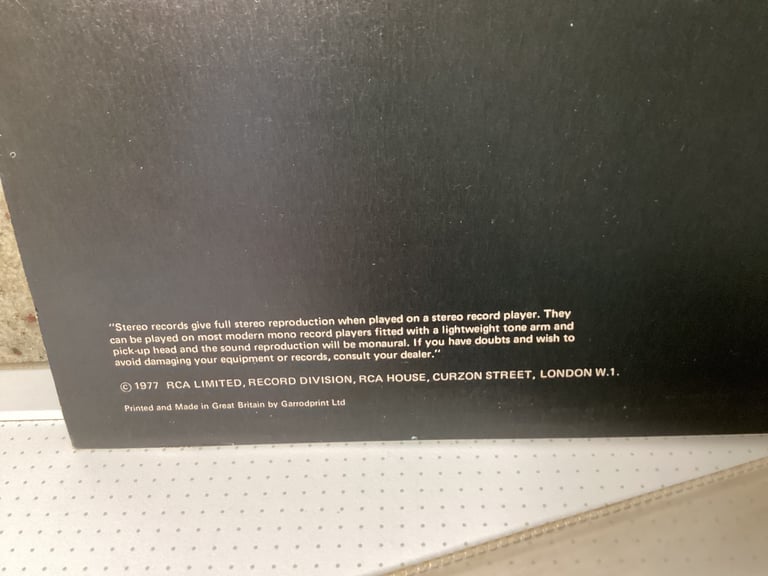 "Stereo records give full stereo reproduction when played on a stereo record player. They
can be played on most modern mono record players fitted with a lightweight tone arm and
pick-up head and the sound reproduction will be monaural. If you have doubts and wish to
avoid damaging your equipment or records, consult your dealer."
© 1977 RCA LIMITED, RECORD DIVISION, RCA HOUSE, CURZON STREET, LONDON W.1.
Printed and Made in Great Britain by Garrodprint Ltd